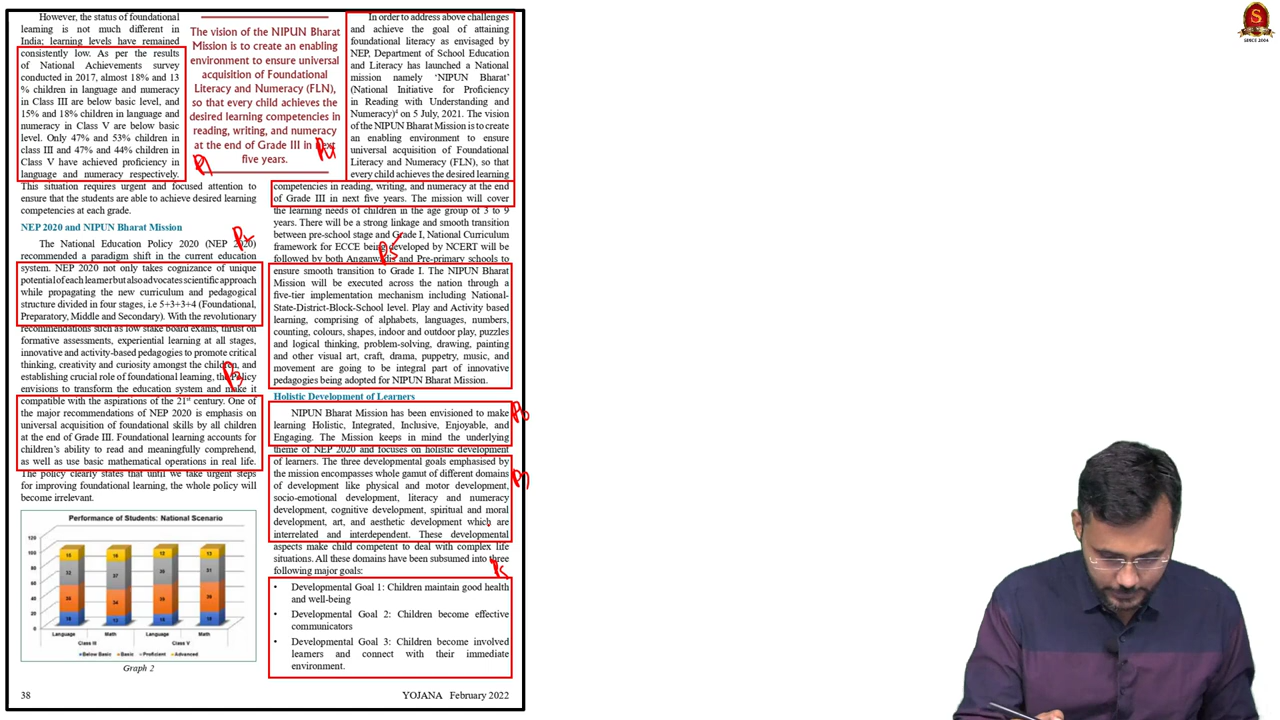 However, the status of foundational
learning is not much different in
India; learning levels have remained
consistently low. As per the results
of National Achievements survey
conducted in 2017, almost 18% and 13
% children in language and numeracy
in Class III are below basic level, and
15% and 18% children in language and
numeracy in Class V are below basic
level. Only 47% and 53% children in
class III and 47% and 44% children in
Class V have achieved proficiency in
language and numeracy respectively.
This situation requires urgent and focused attention to
ensure that the students are able to achieve desired learning
competencies at each grade.
The vision of the NIPUN Bharat
Mission is to create an enabling
environment to ensure universal
acquisition of Foundational
Literacy and Numeracy (FLN),
so that every child achieves the
desired learning competencies in
reading, writing, and numeracy
at the end of Grade III in next
five years.
P1
P4
NEP 2020 and NIPUN Bharat Mission
The National Education Policy 2020 (NEP 2020)
recommended a paradigm shift in the current education
system. NEP 2020 not only takes cognizance of unique
potential of each learner but also advocates scientific approach
while propagating the new curriculum and pedagogical
structure divided in four stages, i.e 5+3+3+4 (Foundational,
Preparatory, Middle and Secondary). With the revolutionary
recommendations such as low stake board exams, thrust on
formative assessments, experiential learning at all stages,
innovative and activity-based pedagogies to promote critical
thinking, creativity and curiosity amongst the children, and
establishing crucial role of foundational learning, the Policy
envisions to transform the education system and make it
compatible with the aspirations of the 21st century. One of
the major recommendations of NEP 2020 is emphasis on
universal acquisition of foundational skills by all children
at the end of Grade III. Foundational learning accounts for
children's ability to read and meaningfully comprehend,
as well as use basic mathematical operations in real life.
The policy clearly states that until we take urgent steps
for improving foundational learning, the whole policy will
become irrelevant.
P2
P3
Performance of Students: National Scenario
120
100
80
60
40
20
0
Language Math Language Math
Class III Class V
Below Basic Basic Proficient Advanced
Graph 2
In order to address above challenges
and achieve the goal of attaining
foundational literacy as envisaged by
NEP, Department of School Education
and Literacy has launched a National
mission namely 'NIPUN Bharat'
(National Initiative for Proficiency
in Reading with Understanding and
Numeracy)4 on 5 July, 2021. The vision
of the NIPUN Bharat Mission is to create
an enabling environment to ensure
universal acquisition of Foundational
Literacy and Numeracy (FLN), so that
every child achieves the desired learning
competencies in reading, writing, and numeracy at the end
of Grade III in next five years. The mission will cover
the learning needs of children in the age group of 3 to 9
years. There will be a strong linkage and smooth transition
between pre-school stage and Grade I, National Curriculum
framework for ECCE being developed by NCERT will be
followed by both Anganwadis and Pre-primary schools to
ensure smooth transition to Grade I. The NIPUN Bharat
Mission will be executed across the nation through a
five-tier implementation mechanism including National-
State-District-Block-School level. Play and Activity based
learning, comprising of alphabets, languages, numbers,
counting, colours, shapes, indoor and outdoor play, puzzles
and logical thinking, problem-solving, drawing, painting
and other visual art, craft, drama, puppetry, music, and
movement are going to be integral part of innovative
pedagogies being adopted for NIPUN Bharat Mission.
P5
Holistic Development of Learners
NIPUN Bharat Mission has been envisioned to make
learning Holistic, Integrated, Inclusive, Enjoyable, and
Engaging. The Mission keeps in mind the underlying
theme of NEP 2020 and focuses on holistic development
of learners. The three developmental goals emphasised by
the mission encompasses whole gamut of different domains
of development like physical and motor development,
socio-emotional development, literacy and numeracy
development, cognitive development, spiritual and moral
development, art, and aesthetic development which are
interrelated and interdependent. These developmental
aspects make child competent to deal with complex life
situations. All these domains have been subsumed into three
following major goals:
P6
P7
• Developmental Goal 1: Children maintain good health
and well-being
• Developmental Goal 2: Children become effective
communicators
• Developmental Goal 3: Children become involved
learners and connect with their immediate
environment.
38
YOJANA February 2022
S
SINCE 2004